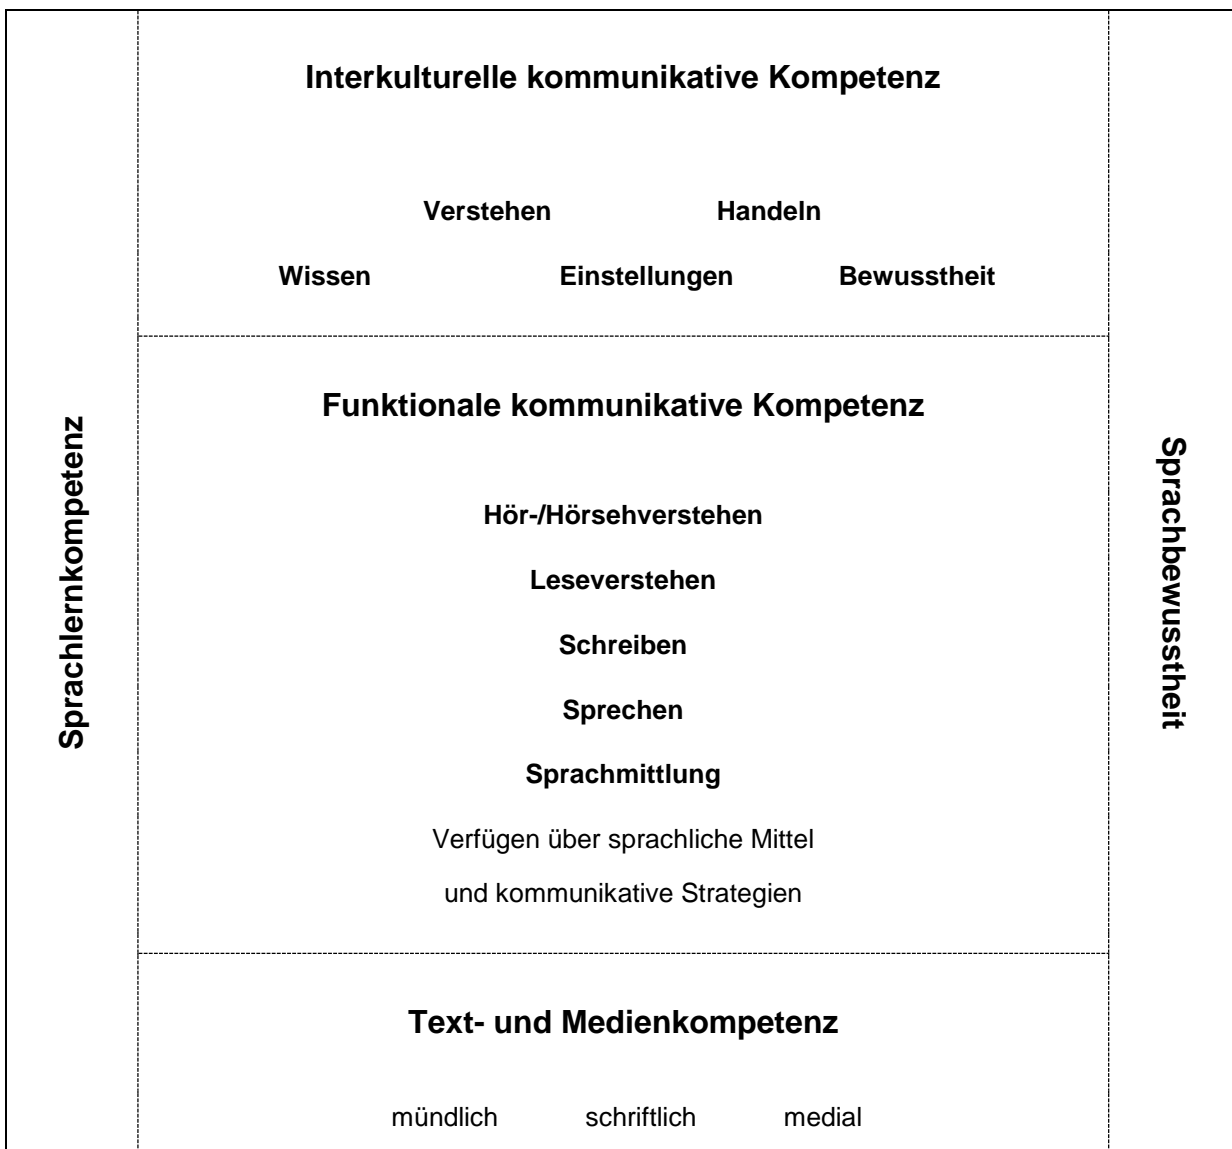 Sprachlernkompetenz
Interkulturelle kommunikative Kompetenz
Verstehen Handeln
Wissen Einstellungen Bewusstheit
Funktionale kommunikative Kompetenz
Hör-/Hörsehverstehen
Leseverstehen
Schreiben
Sprechen
Sprachmittlung
Verfügen über sprachliche Mittel
und kommunikative Strategien
Text- und Medienkompetenz
mündlich schriftlich medial
Sprachbewusstheit